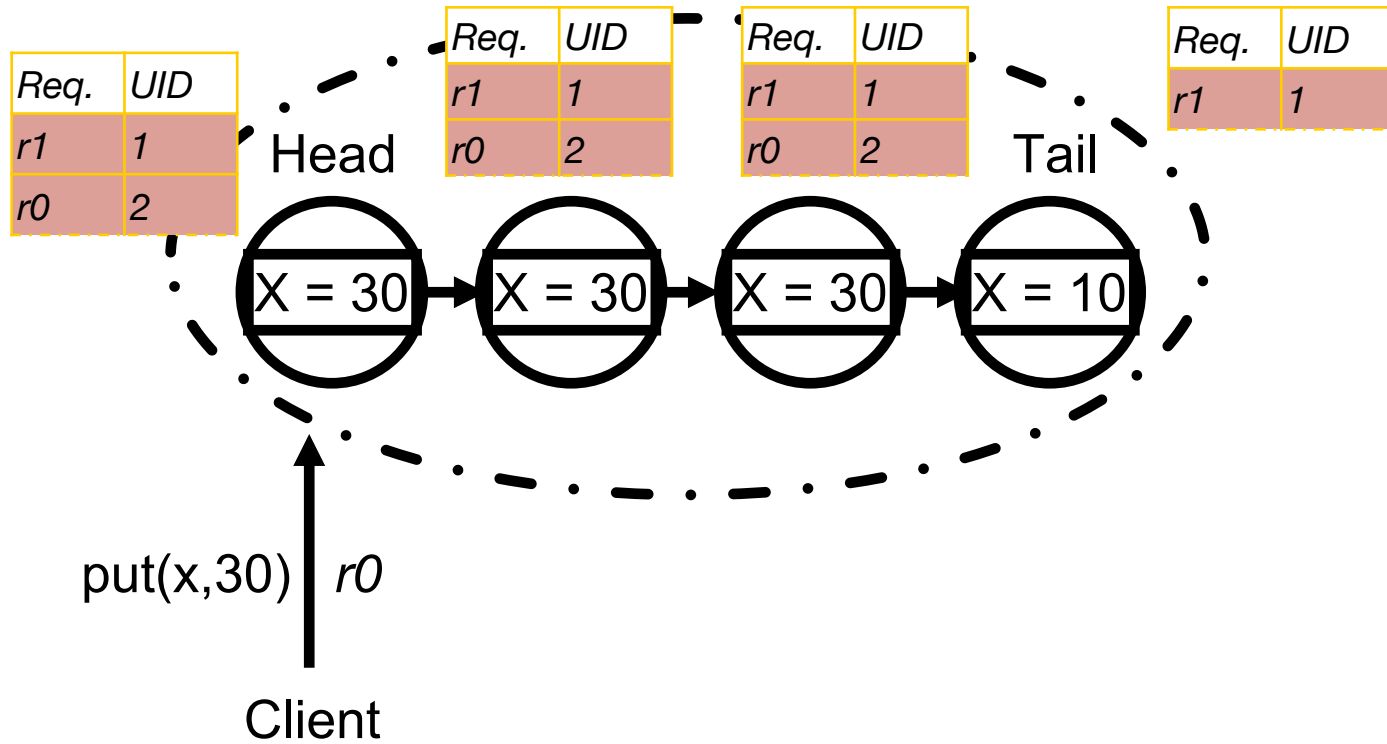 Req. UID
r1 1
r0 2
Req. UID
r1 1
r0 2
Req. UID
r1 1
r0 2
Req. UID
r1 1
Head
Tail
X = 30
X = 30
X = 30
X = 10
put(x,30) r0
Client